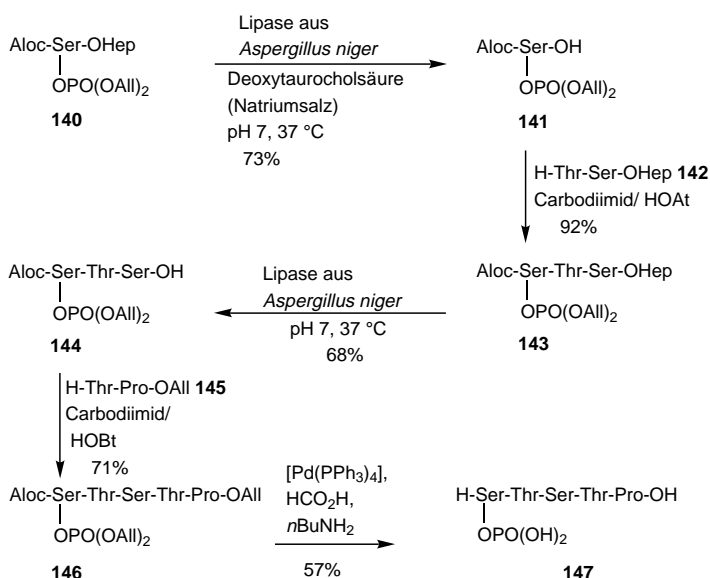 Aloc-Ser-OHep
OPO(OAll)2
140
Lipase aus
Aspergillus niger
Deoxytaurocholsäure
(Natriumsalz)
pH 7, 37 °C
73%
Aloc-Ser-OH
OPO(OAll)2
141
H-Thr-Ser-OHep 142
Carbodiimid/ HOAt
92%
Aloc-Ser-Thr-Ser-OHep
OPO(OAll)2
143
Lipase aus
Aspergillus niger
pH 7, 37 °C
68%
Aloc-Ser-Thr-Ser-OH
OPO(OAll)2
144
H-Thr-Pro-OAll 145
Carbodiimid/
HOBt
71%
Aloc-Ser-Thr-Ser-Thr-Pro-OAll
OPO(OAll)2
146
[Pd(PPh3)4],
HCO2H,
nBuNH2
57%
H-Ser-Thr-Ser-Thr-Pro-OH
OPO(OH)2
147